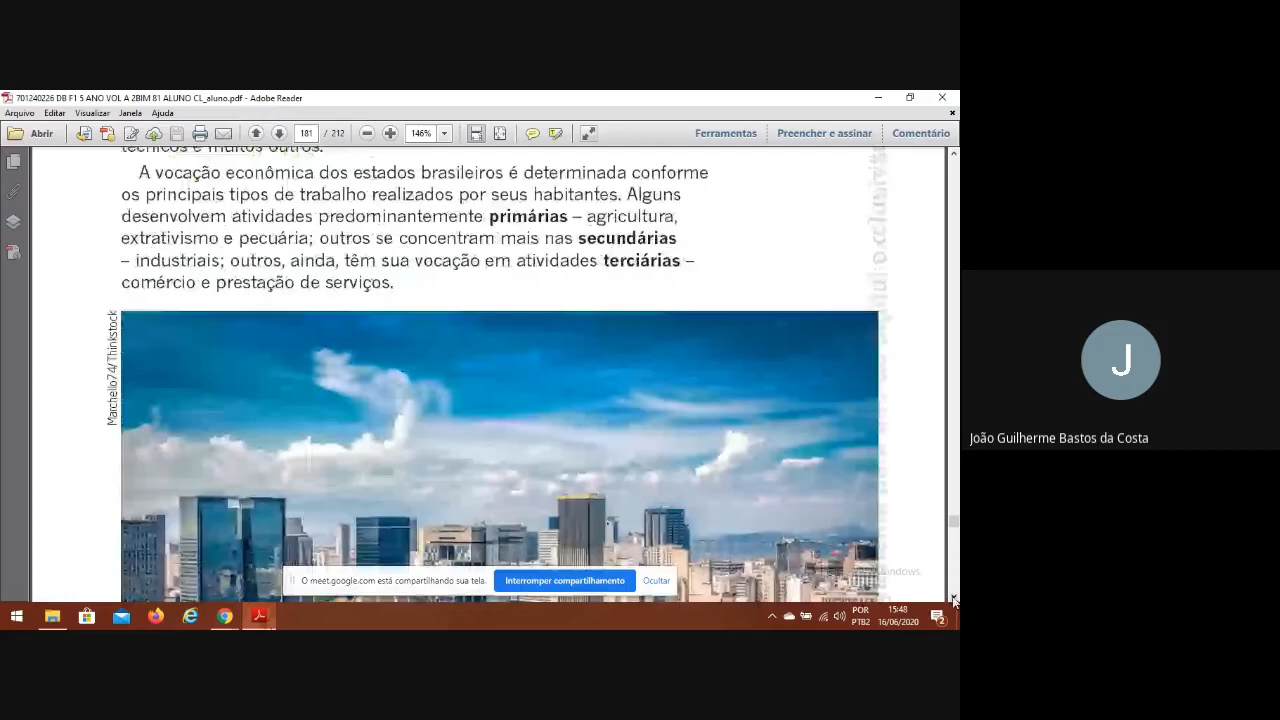 701240226 DB F1 5 ANO VOL A 2BIM 81 ALUNO CL_aluno.pdf - Adobe Reader
Arquivo Editar Visualizar Janela Ajuda
Abrir 181 / 212 146% Ferramentas Preencher e assinar Comentário
técnicos e muitos outros.
A vocação econômica dos estados brasileiros é determinada conforme
os principais tipos de trabalho realizados por seus habitantes. Alguns
desenvolvem atividades predominantemente primárias – agricultura,
extrativismo e pecuária; outros se concentram mais nas secundárias
– industriais; outros, ainda, têm sua vocação em atividades terciárias –
comércio e prestação de serviços.
Marchello74/Thinkstock
J
João Guilherme Bastos da Costa
O meet.google.com está compartilhando sua tela. Interromper compartilhamento Ocultar
POR
PTB2
15:48
16/06/2020
2